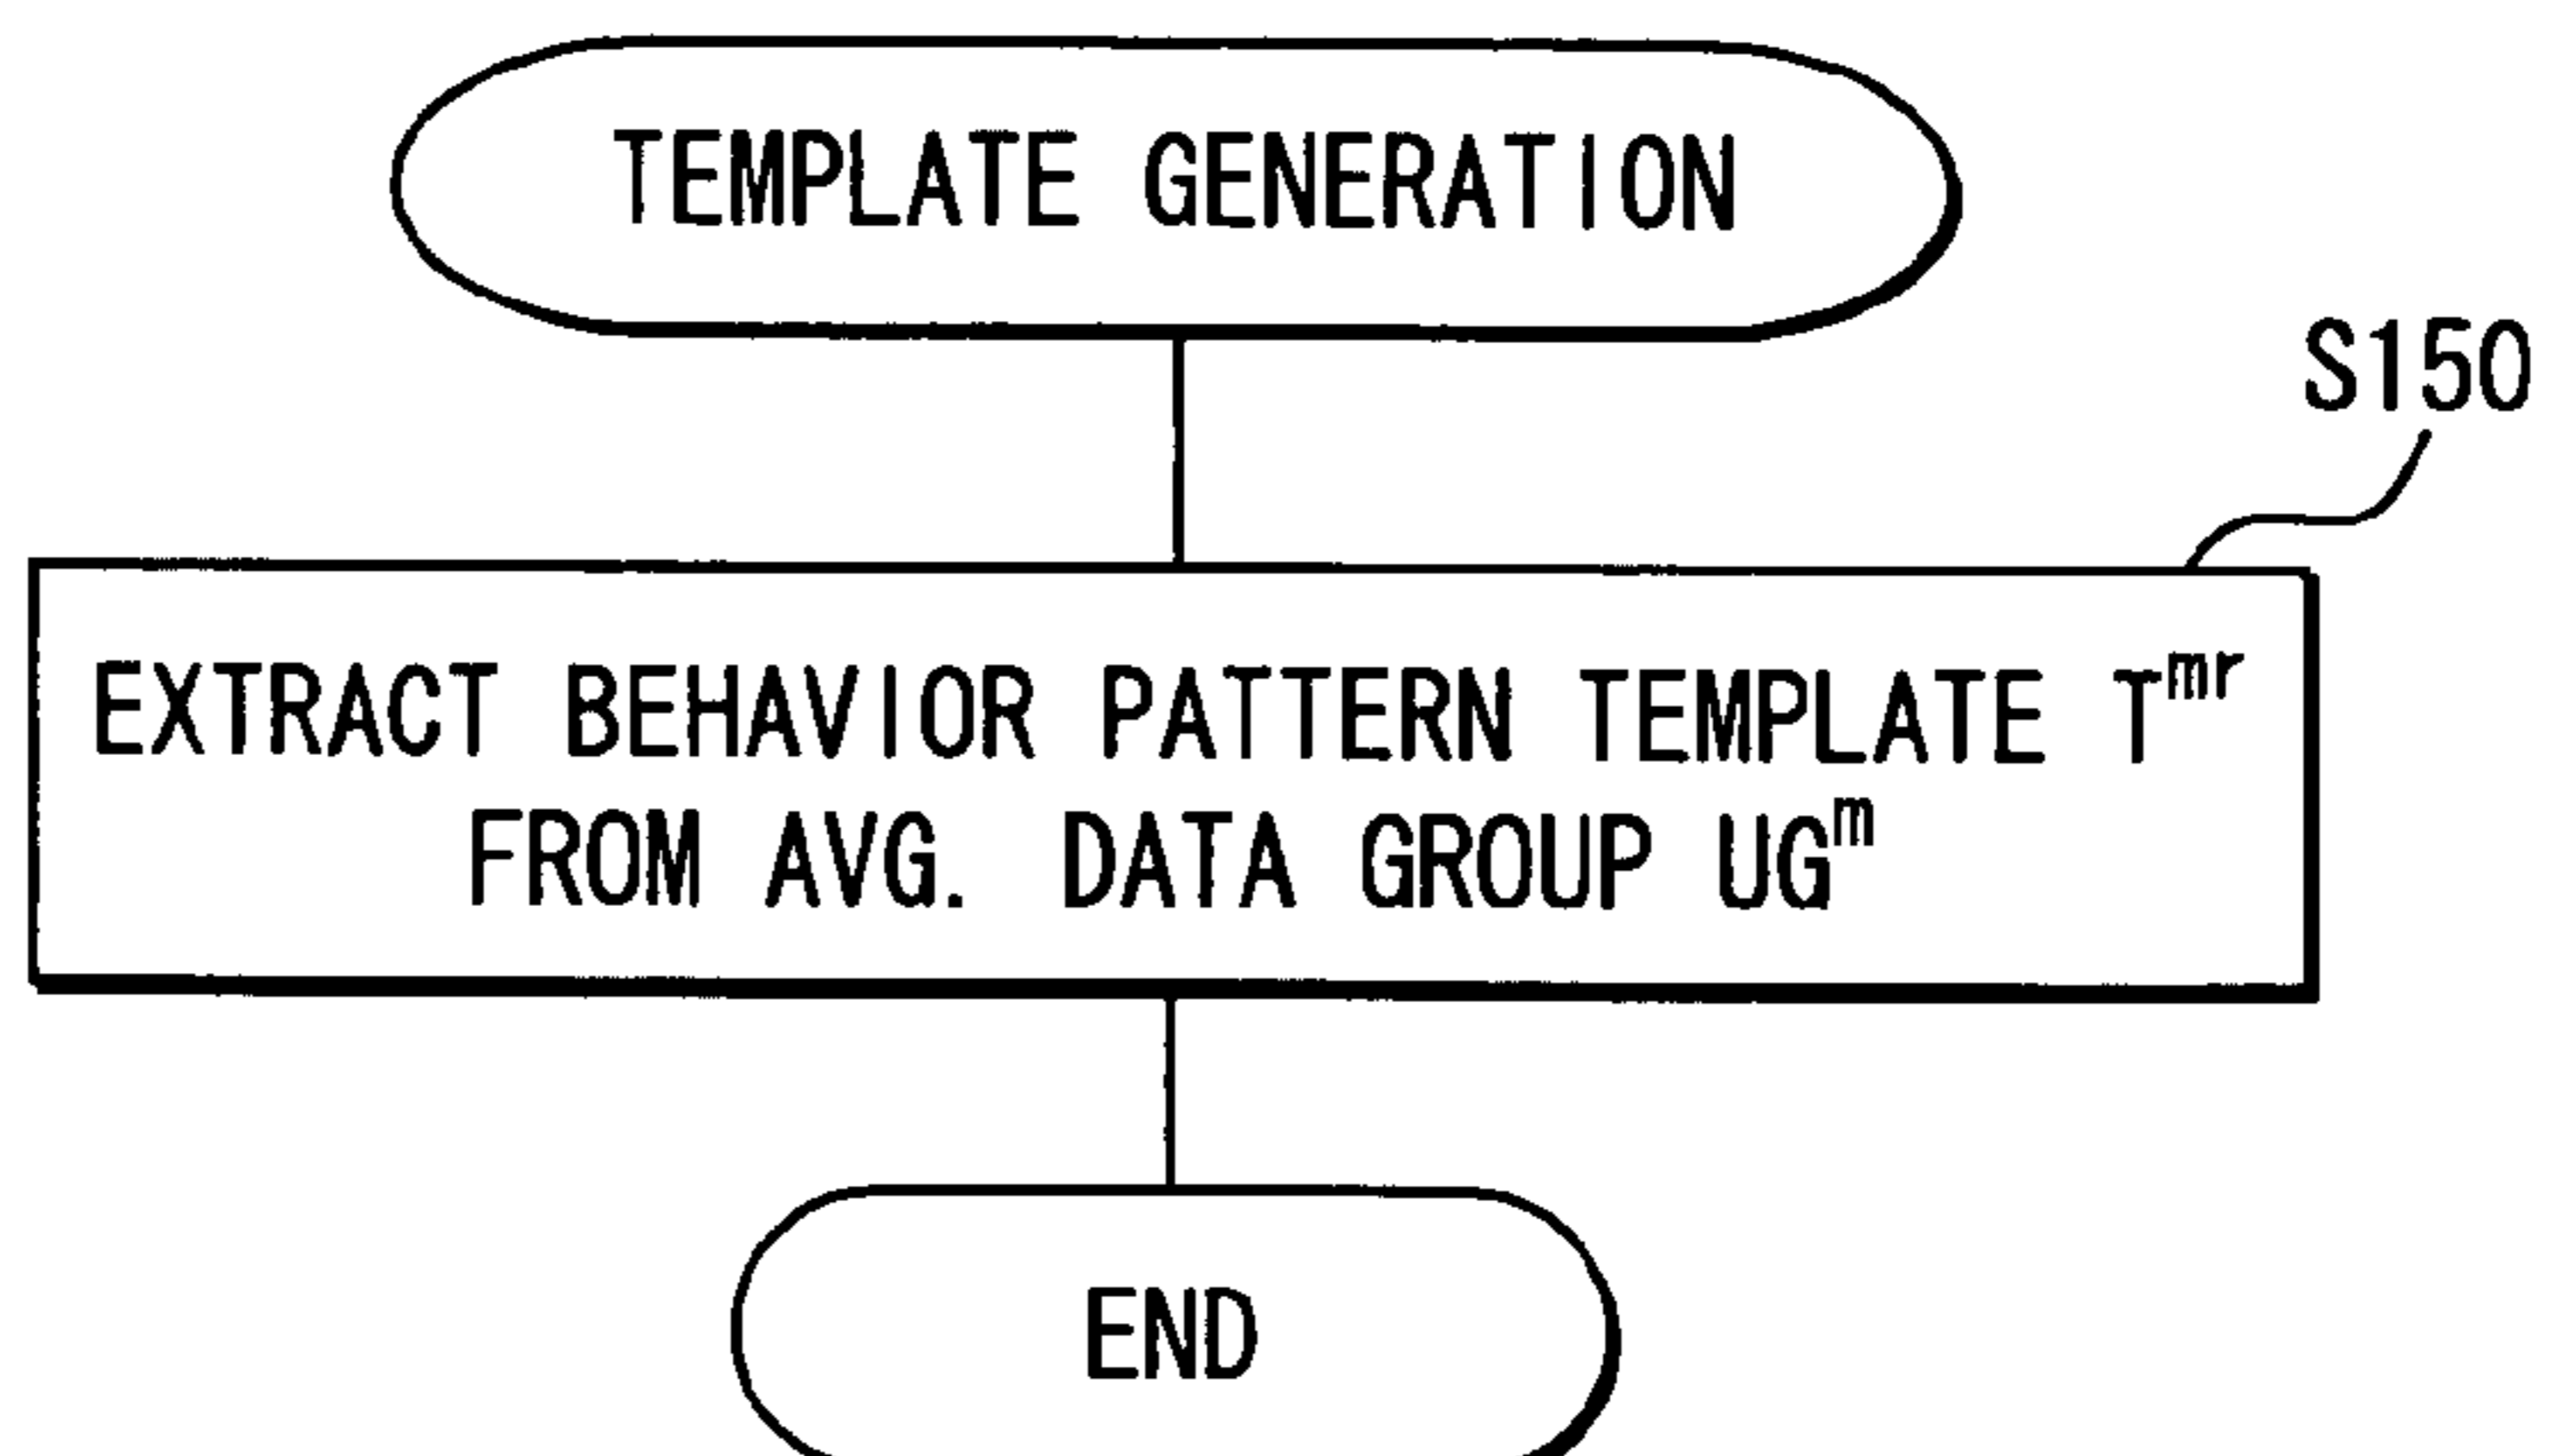 TEMPLATE GENERATION
S150
EXTRACT BEHAVIOR PATTERN TEMPLATE T^mr
FROM AVG. DATA GROUP UG^m
END